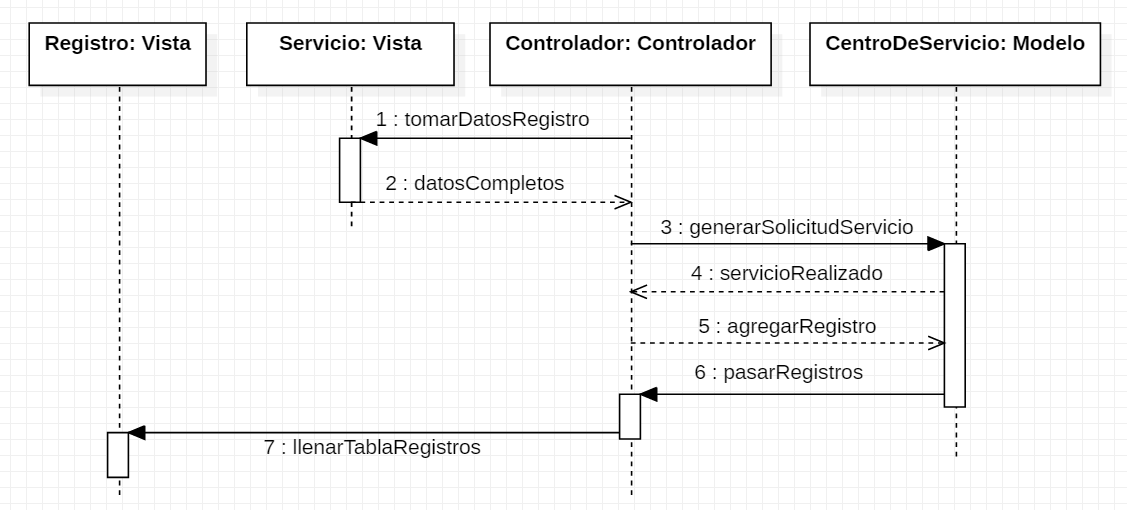 Registro: Vista
Servicio: Vista
Controlador: Controlador
CentroDeServicio: Modelo
1 : tomarDatosRegistro
2 : datosCompletos
3 : generarSolicitudServicio
4 : servicioRealizado
5 : agregarRegistro
6 : pasarRegistros
7 : llenarTablaRegistros